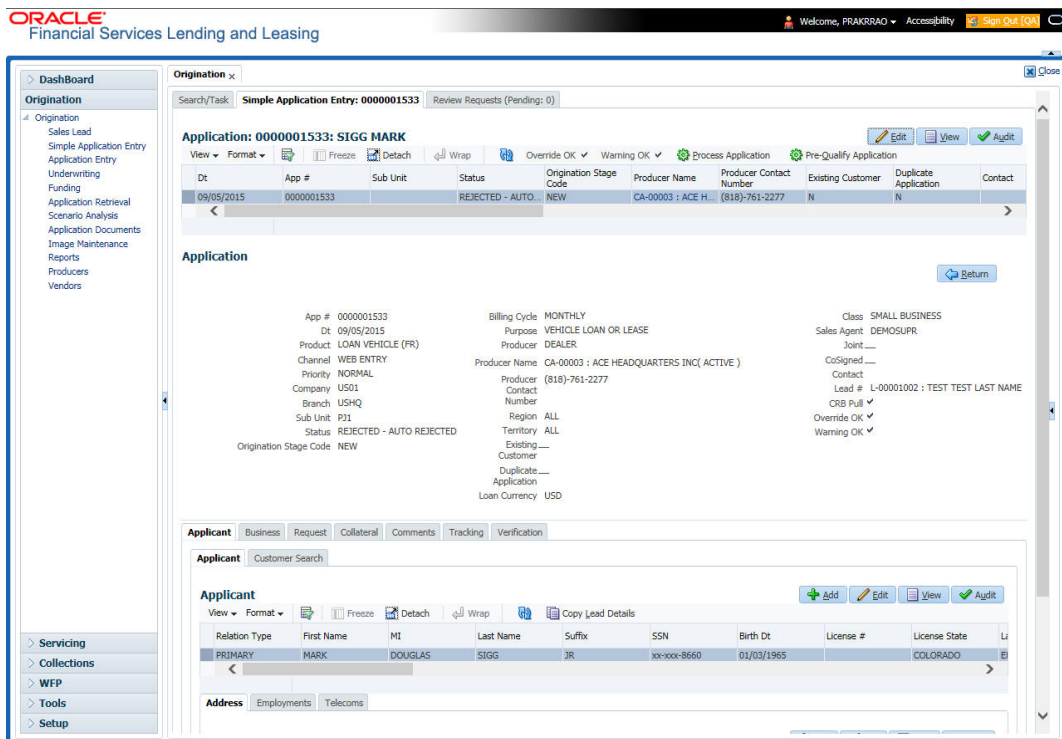 ORACLE
Financial Services Lending and Leasing
Welcome, PRAKRRAO Accessibility Sign Out [QA]
Close
DashBoard
Origination
Origination
Sales Lead
Simple Application Entry
Application Entry
Underwriting
Funding
Application Retrieval
Scenario Analysis
Application Documents
Image Maintenance
Reports
Producers
Vendors
Servicing
Collections
WFP
Tools
Setup
Origination x
Search/Task Simple Application Entry: 0000001533 Review Requests (Pending: 0)
Application: 0000001533: SIGG MARK
Edit View Audit
View Format Freeze Detach Wrap Override OK Warning OK Process Application Pre-Qualify Application
Dt App # Sub Unit Status Origination Stage Code Producer Name Producer Contact Number Existing Customer Duplicate Application Contact
09/05/2015 0000001533 REJECTED - AUTO... NEW CA-00003 : ACE H... (818)-761-2277 N N
Application
Return
App # 0000001533
Dt 09/05/2015
Product LOAN VEHICLE (FR)
Channel WEB ENTRY
Priority NORMAL
Company US01
Branch USHQ
Sub Unit PJ1
Status REJECTED - AUTO REJECTED
Origination Stage Code NEW
Billing Cycle MONTHLY
Purpose VEHICLE LOAN OR LEASE
Producer DEALER
Producer Name CA-00003 : ACE HEADQUARTERS INC( ACTIVE )
Producer Contact Number (818)-761-2277
Region ALL
Territory ALL
Existing Customer
Duplicate Application
Loan Currency USD
Class SMALL BUSINESS
Sales Agent DEMOSUPR
Joint
CoSigned
Contact
Lead # L-00001002 : TEST TEST LAST NAME
CRB Pull
Override OK
Warning OK
Applicant Business Request Collateral Comments Tracking Verification
Applicant Customer Search
Applicant
Add Edit View Audit
View Format Freeze Detach Wrap Copy Lead Details
Relation Type First Name MI Last Name Suffix SSN Birth Dt License # License State
PRIMARY MARK DOUGLAS SIGG JR xx-xxx-8660 01/03/1965 COLORADO
Address Employments Telecoms